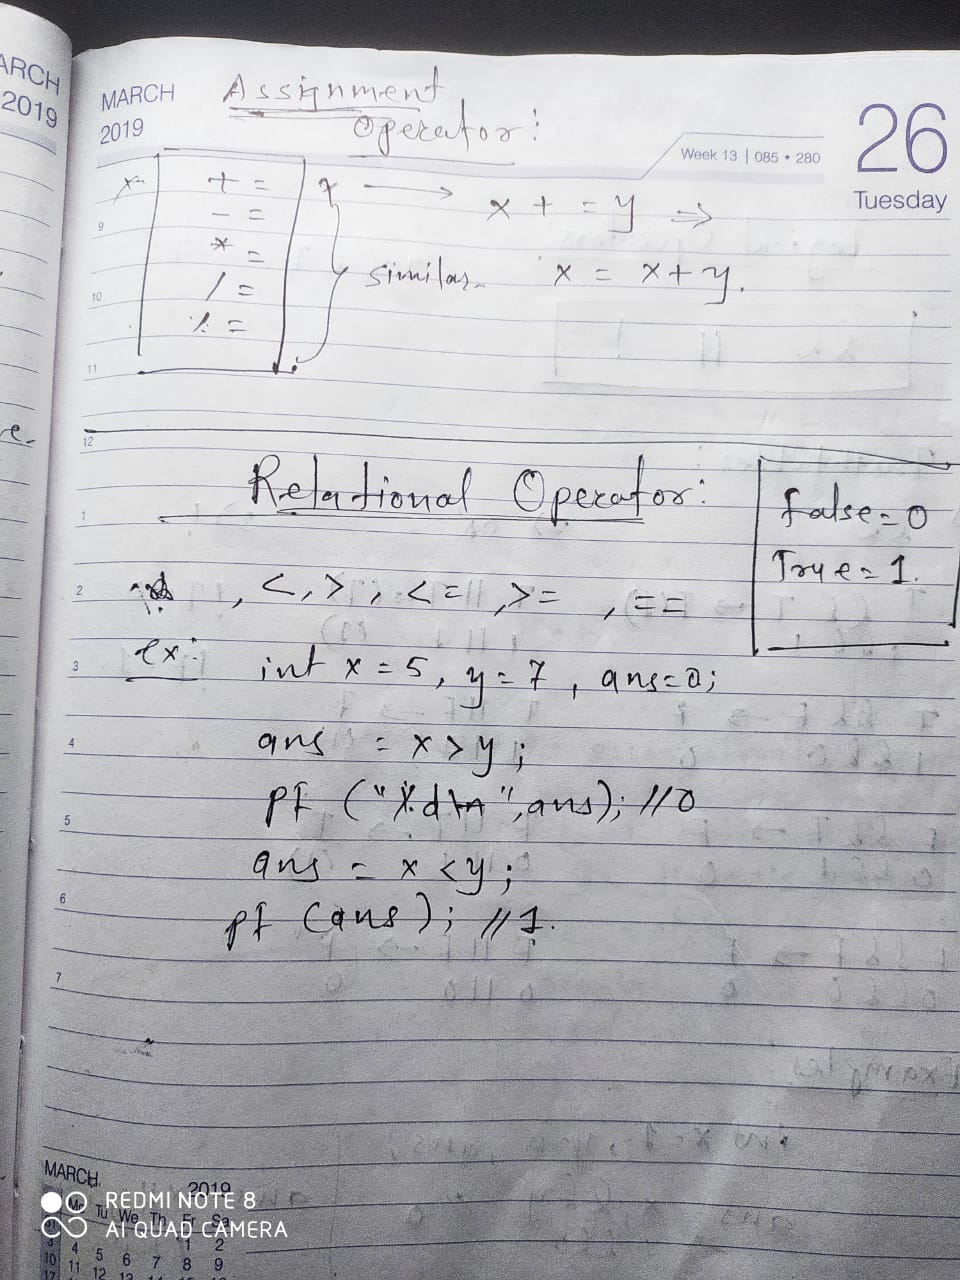 ARCH
2019
MARCH
2019
Assignment
Operator:
Week 13 | 085 • 280
26
Tuesday
+ =
- =
* =
/ =
% =
x + = y ⇒
similar x = x + y.
9
10
11
12
Relational Operator:
false = 0
True = 1.
1
2
, <, >, <=, >=, ==
3
ex: int x = 5, y = 7, ans = 0;
4
ans = x > y;
5
pf ("%d\n", ans); //0
ans = x < y;
6
pf (ans); //1.
7
e.
MARCH 2019
Mo Tu We Th Fr Sa
1 2
4 5 6 7 8 9
10 11 12 13
17
REDMI NOTE 8
AI QUAD CAMERA